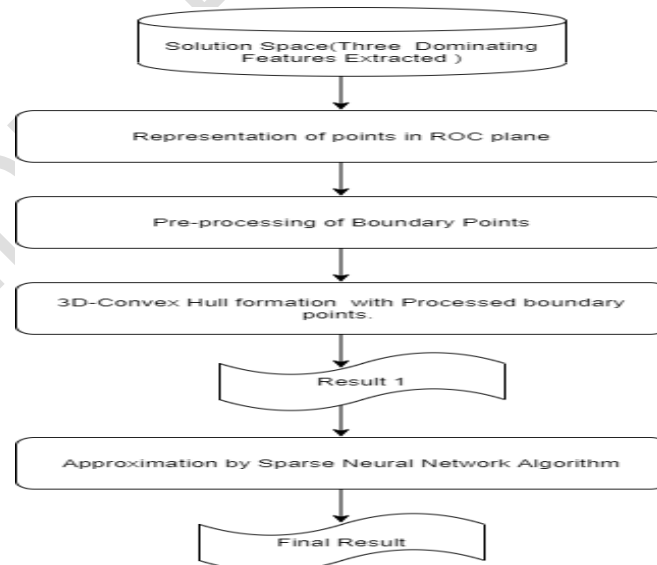 Solution Space(Three Dominating
Features Extracted )
Representation of points in ROC plane
Pre-processing of Boundary Points
3D-Convex Hull formation with Processed boundary
points.
Result 1
Approximation by Sparse Neural Network Algorithm
Final Result